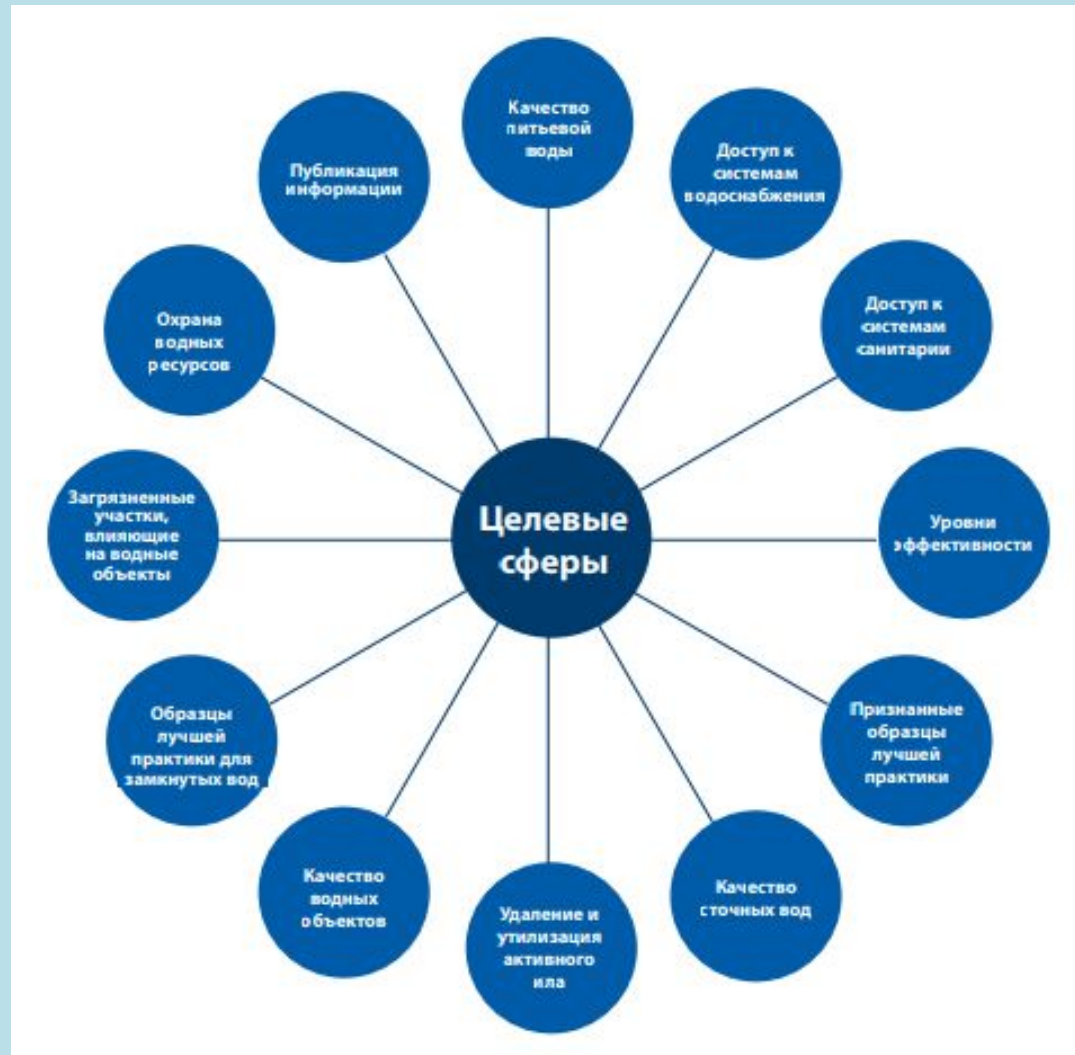 Качество
питьевой
воды
Доступ к
системам
водоснабжения
Доступ к
системам
санитарии
Уровни
эффективности
Признанные
образцы
лучшей
практики
Качество
сточных вод
Удаление и
утилизация
активного
ила
Качество
водных
объектов
Образцы
лучшей
практики для
замкнутых вод
Загрязненные
участки,
влияющие
на водные
объекты
Охрана
водных
ресурсов
Публикация
информации
Целевые
сферы